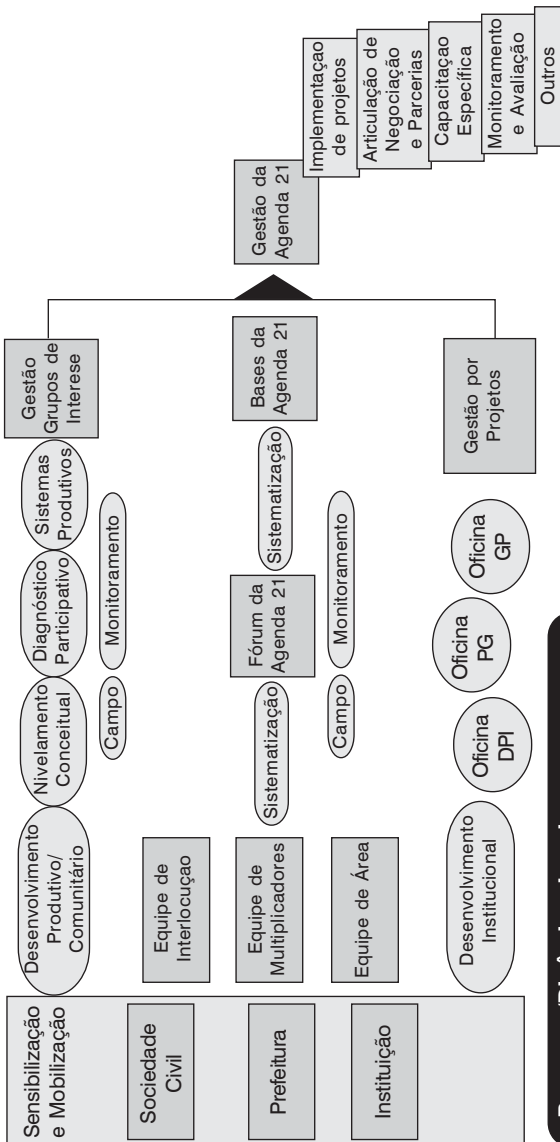 Sensibilização
e Mobilização
Sociedade
Civil
Prefeitura
Instituição
Desenvolvimento
Produtivo/
Comunitário
Nivelamento
Conceitual
Diagnóstico
Participativo
Sistemas
Produtivos
Gestão
Grupos de
Interese
Campo
Monitoramento
Equipe de
Interlocuçao
Equipe de
Multiplicadores
Equipe de Área
Sistematização
Fórum da
Agenda 21
Sistematização
Bases da
Agenda 21
Campo
Monitoramento
Desenvolvimento
Institucional
Oficina
DPI
Oficina
PG
Oficina
GP
Gestão por
Projetos
Gestão da
Agenda 21
Implementaçao
de projetos
Articulação de
Negociação
e Parcerias
Capacitaçao
Específica
Monitoramento
e Avaliação
Outros